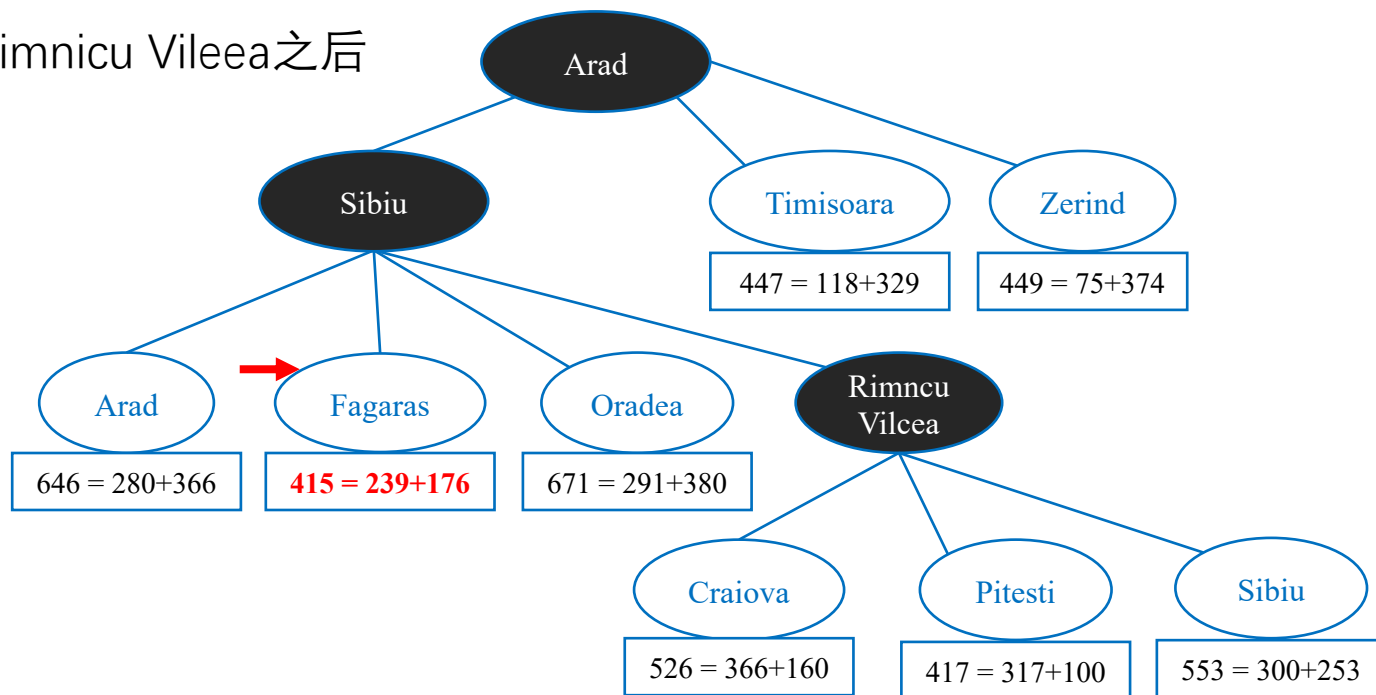 imnicu Vileea之后
Arad
Sibiu
Timisoara
Zerind
447 = 118+329
449 = 75+374
Arad
Fagaras
Oradea
Rimncu
Vilcea
646 = 280+366
415 = 239+176
671 = 291+380
Craiova
Pitesti
Sibiu
526 = 366+160
417 = 317+100
553 = 300+253